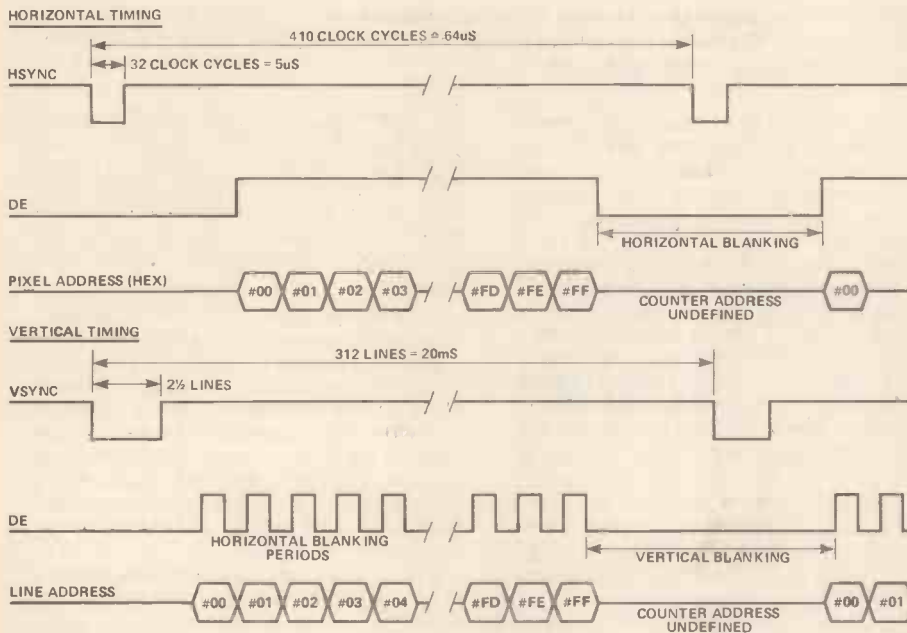 HORIZONTAL TIMING
410 CLOCK CYCLES = 64uS
32 CLOCK CYCLES = 5uS
HSYNC
DE
HORIZONTAL BLANKING
PIXEL ADDRESS (HEX)
#00 #01 #02 #03 #FD #FE #FF #00
COUNTER ADDRESS
UNDEFINED
VERTICAL TIMING
312 LINES = 20mS
2½ LINES
VSYNC
DE
HORIZONTAL BLANKING
PERIODS
VERTICAL BLANKING
LINE ADDRESS
#00 #01 #02 #03 #04 #FD #FE #FF #00 #01
COUNTER ADDRESS
UNDEFINED